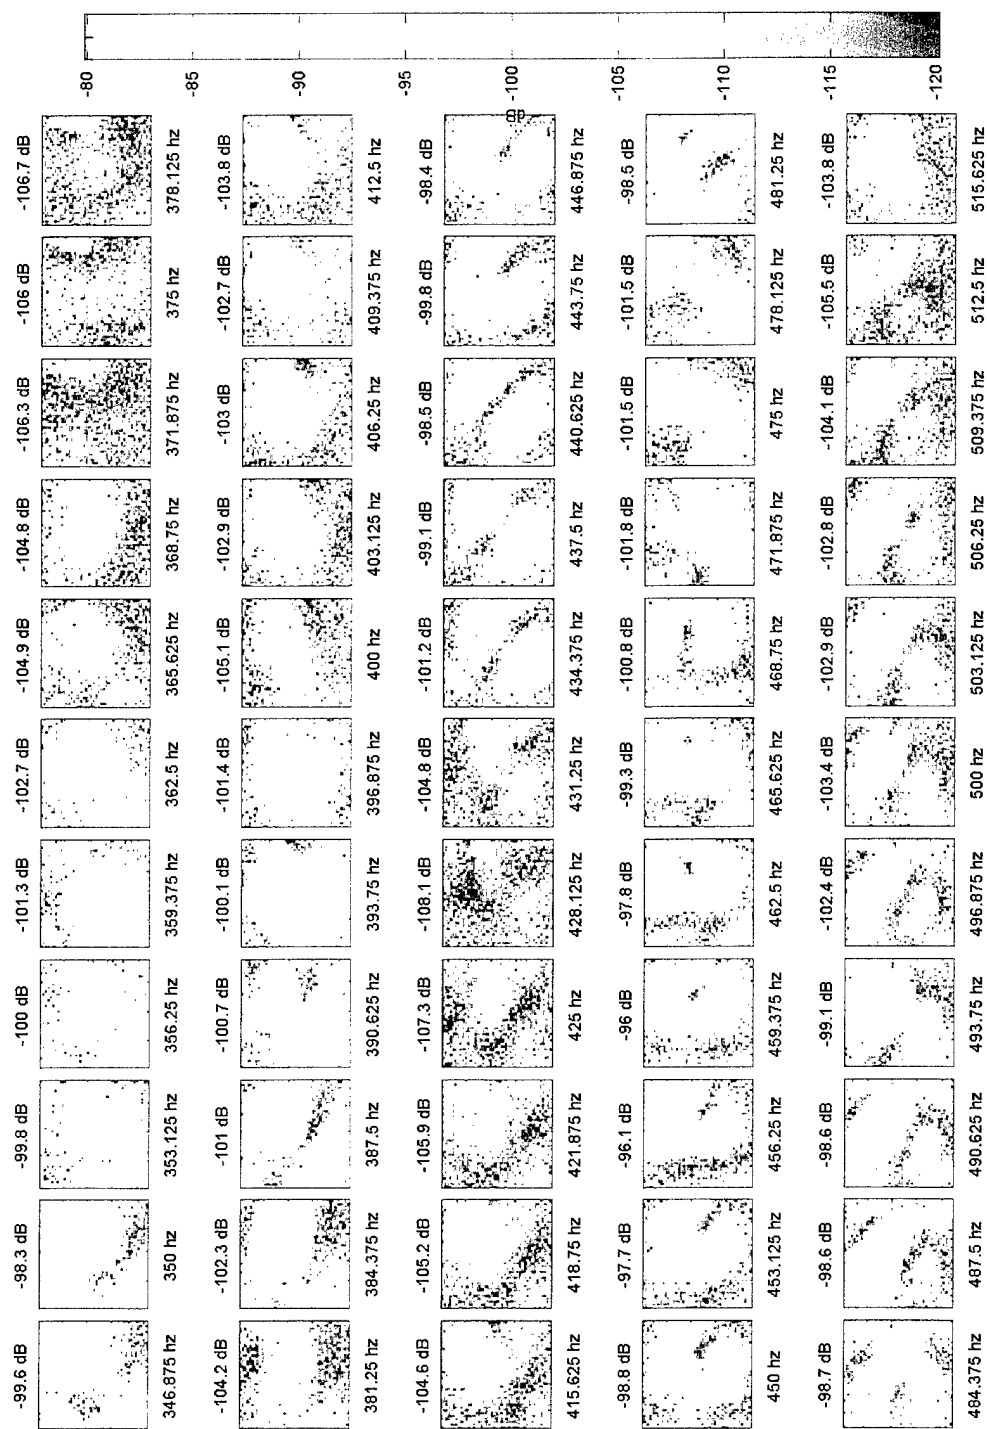 -99.6 dB -98.3 dB -99.8 dB -100 dB -101.3 dB -102.7 dB -104.9 dB -104.8 dB -106.3 dB -106 dB -106.7 dB
346.875 hz 350 hz 353.125 hz 356.25 hz 359.375 hz 362.5 hz 365.625 hz 368.75 hz 371.875 hz 375 hz 378.125 hz
-104.2 dB -102.3 dB -101 dB -100.7 dB -100.1 dB -101.4 dB -105.1 dB -102.9 dB -103 dB -102.7 dB -103.8 dB
381.25 hz 384.375 hz 387.5 hz 390.625 hz 393.75 hz 396.875 hz 400 hz 403.125 hz 406.25 hz 409.375 hz 412.5 hz
-104.6 dB -105.2 dB -105.9 dB -107.3 dB -108.1 dB -104.8 dB -101.2 dB -99.1 dB -98.5 dB -99.8 dB -98.4 dB
415.625 hz 418.75 hz 421.875 hz 425 hz 428.125 hz 431.25 hz 434.375 hz 437.5 hz 440.625 hz 443.75 hz 446.875 hz
-98.8 dB -97.7 dB -96.1 dB -96 dB -97.8 dB -99.3 dB -100.8 dB -101.8 dB -101.5 dB -101.5 dB -98.5 dB
450 hz 453.125 hz 456.25 hz 459.375 hz 462.5 hz 465.625 hz 468.75 hz 471.875 hz 475 hz 478.125 hz 481.25 hz
-98.7 dB -98.6 dB -98.6 dB -99.1 dB -102.4 dB -103.4 dB -102.9 dB -102.8 dB -104.1 dB -105.5 dB -103.8 dB
484.375 hz 487.5 hz 490.625 hz 493.75 hz 496.875 hz 500 hz 503.125 hz 506.25 hz 509.375 hz 512.5 hz 515.625 hz
-80
-85
-90
-95
-100
dB
-105
-110
-115
-120